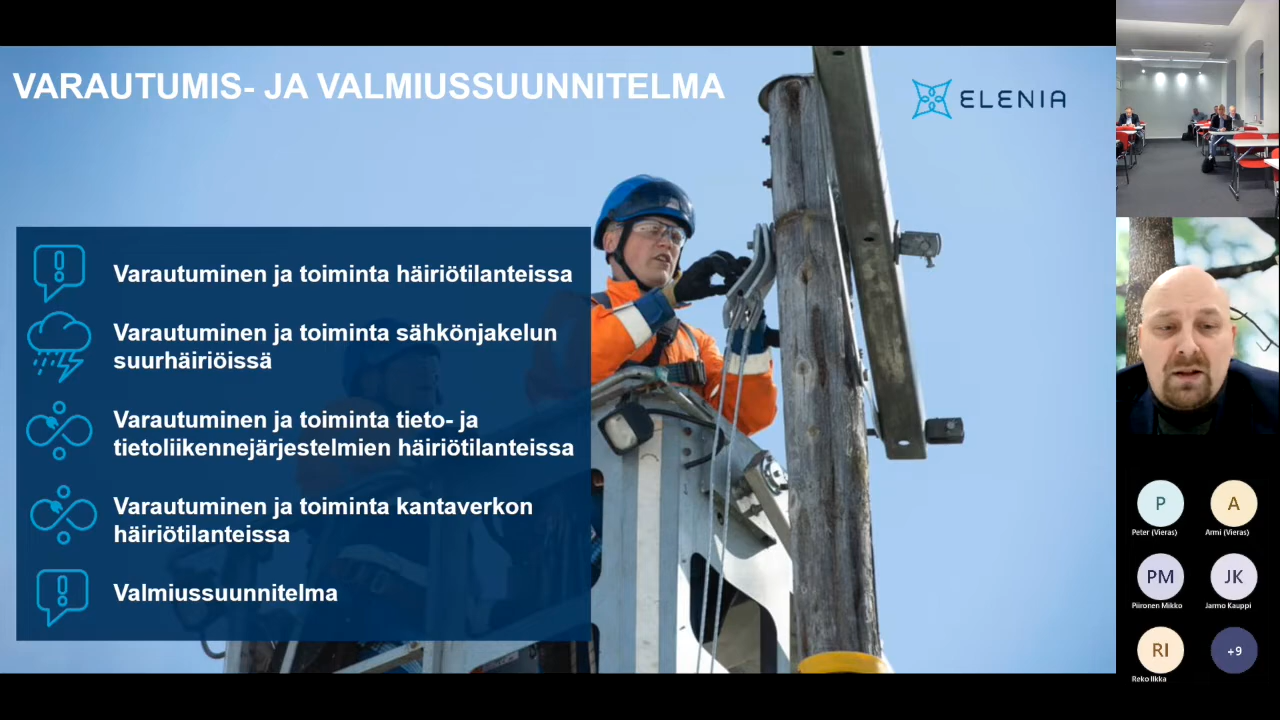 VARAUTUMIS- JA VALMIUSSUUNNITELMA
ELENIA
Varautuminen ja toiminta häiriötilanteissa
Varautuminen ja toiminta sähkönjakelun
suurhäiriöissä
Varautuminen ja toiminta tieto- ja
tietoliikennejärjestelmien häiriötilanteissa
Varautuminen ja toiminta kantaverkon
häiriötilanteissa
Valmiussuunnitelma
P
A
Peter (Vieras)
Armi (Vieras)
PM
JK
Piironen Mikko
Jarmo Kauppi
RI
+9
Reko Ilkka